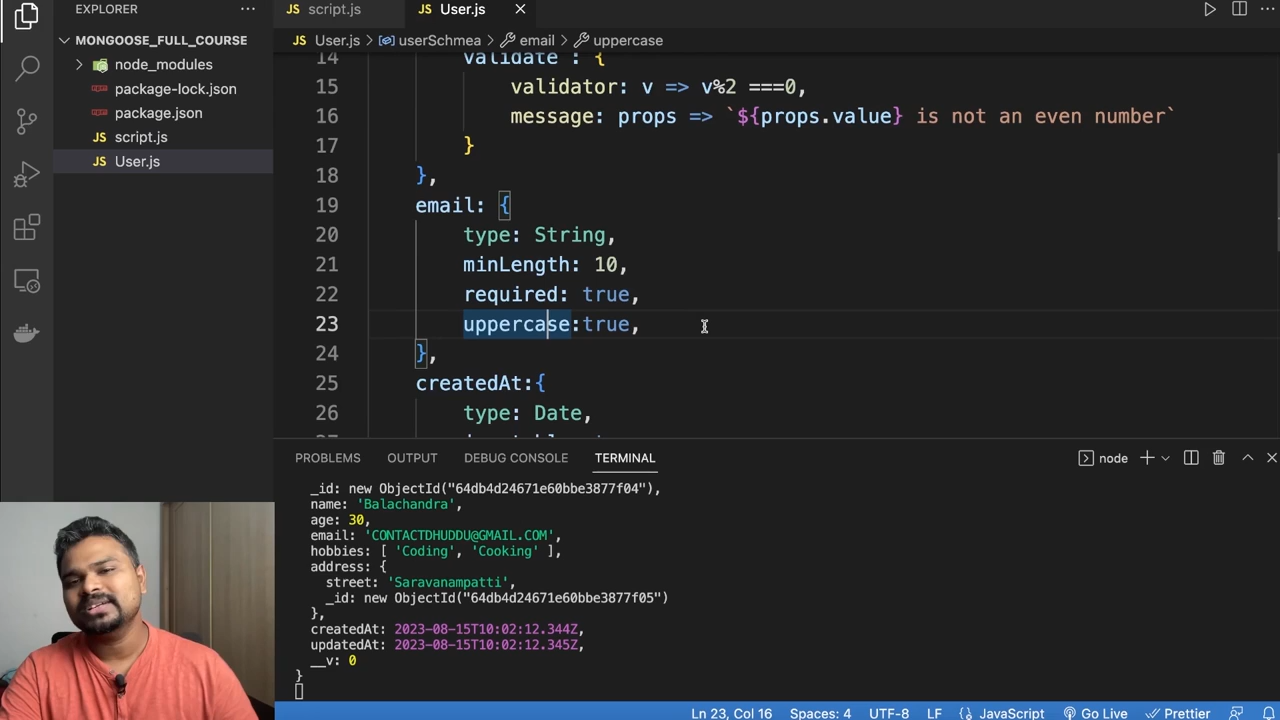 EXPLORER
MONGOOSE_FULL_COURSE
node_modules
package-lock.json
package.json
JS script.js
JS User.js
JS script.js JS User.js
JS User.js > userSchmea > email > uppercase
14 validate : {
15 validator: v => v%2 ===0,
16 message: props => `${props.value} is not an even number`
17 }
18 },
19 email: {
20 type: String,
21 minLength: 10,
22 required: true,
23 uppercase:true,
24 },
25 createdAt:{
26 type: Date,
PROBLEMS OUTPUT DEBUG CONSOLE TERMINAL node
_id: new ObjectId("64db4d24671e60bbe3877f04"),
name: 'Balachandra',
age: 30,
email: 'CONTACTDHUDDU@GMAIL.COM',
hobbies: [ 'Coding', 'Cooking' ],
address: {
street: 'Saravanampatti',
_id: new ObjectId("64db4d24671e60bbe3877f05")
},
createdAt: 2023-08-15T10:02:12.344Z,
updatedAt: 2023-08-15T10:02:12.345Z,
__v: 0
}
Ln 23, Col 16 Spaces: 4 UTF-8 LF {} JavaScript Go Live Prettier